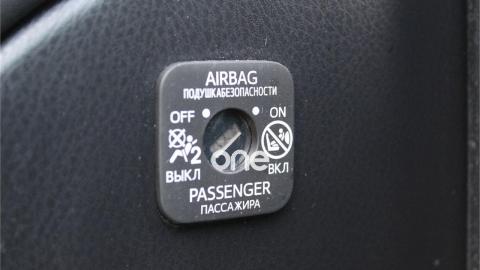 AIRBAG
ПОДУШКАБЕЗОПАСНОСТИ
OFF ON
2
one
ВЫКЛ ВКЛ
PASSENGER
ПАССАЖИРА